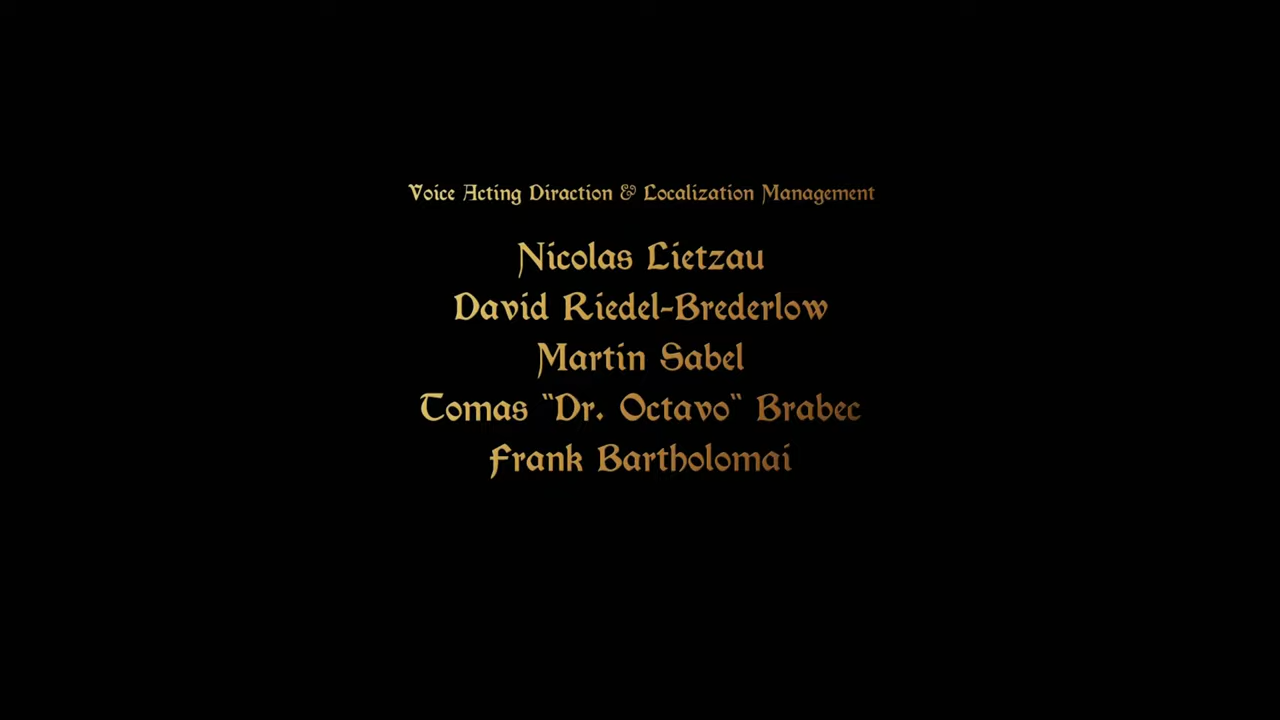 Voice Acting Diraction & Localization Management
Nicolas Lietzau
David Riedel-Brederlow
Martin Sabel
Tomas "Dr. Octavo" Brabec
Frank Bartholomai